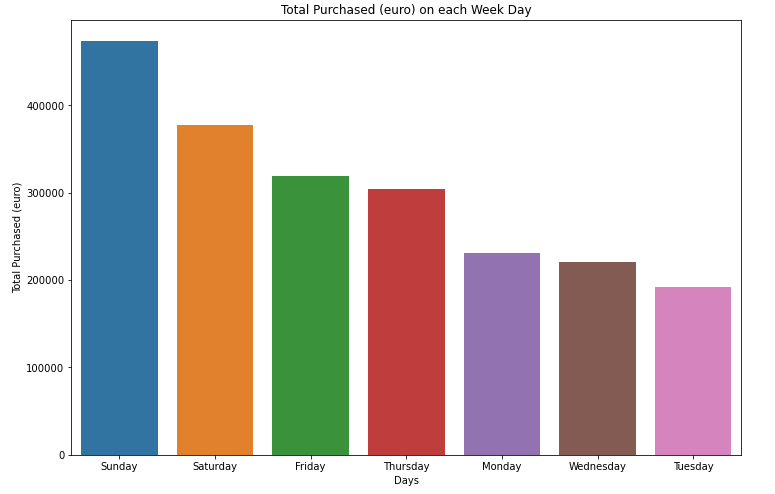 Total Purchased (euro) on each Week Day
Total Purchased (euro)
400000
300000
200000
100000
0
Sunday Saturday Friday Thursday Monday Wednesday Tuesday
Days